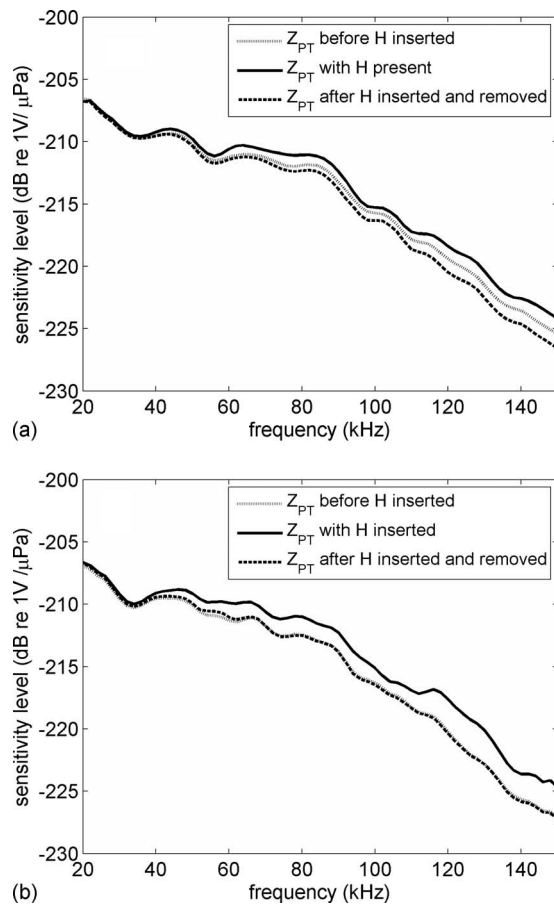 -200
-205
-210
-215
-220
-225
-230
sensitivity level (dB re 1V/ μPa)
Z_PT before H inserted
Z_PT with H present
Z_PT after H inserted and removed
20 40 60 80 100 120 140
frequency (kHz)
(a)
-200
-205
-210
-215
-220
-225
-230
sensitivity level (dB re 1V /μPa)
Z_PT before H inserted
Z_PT with H inserted
Z_PT after H inserted and removed
20 40 60 80 100 120 140
frequency (kHz)
(b)